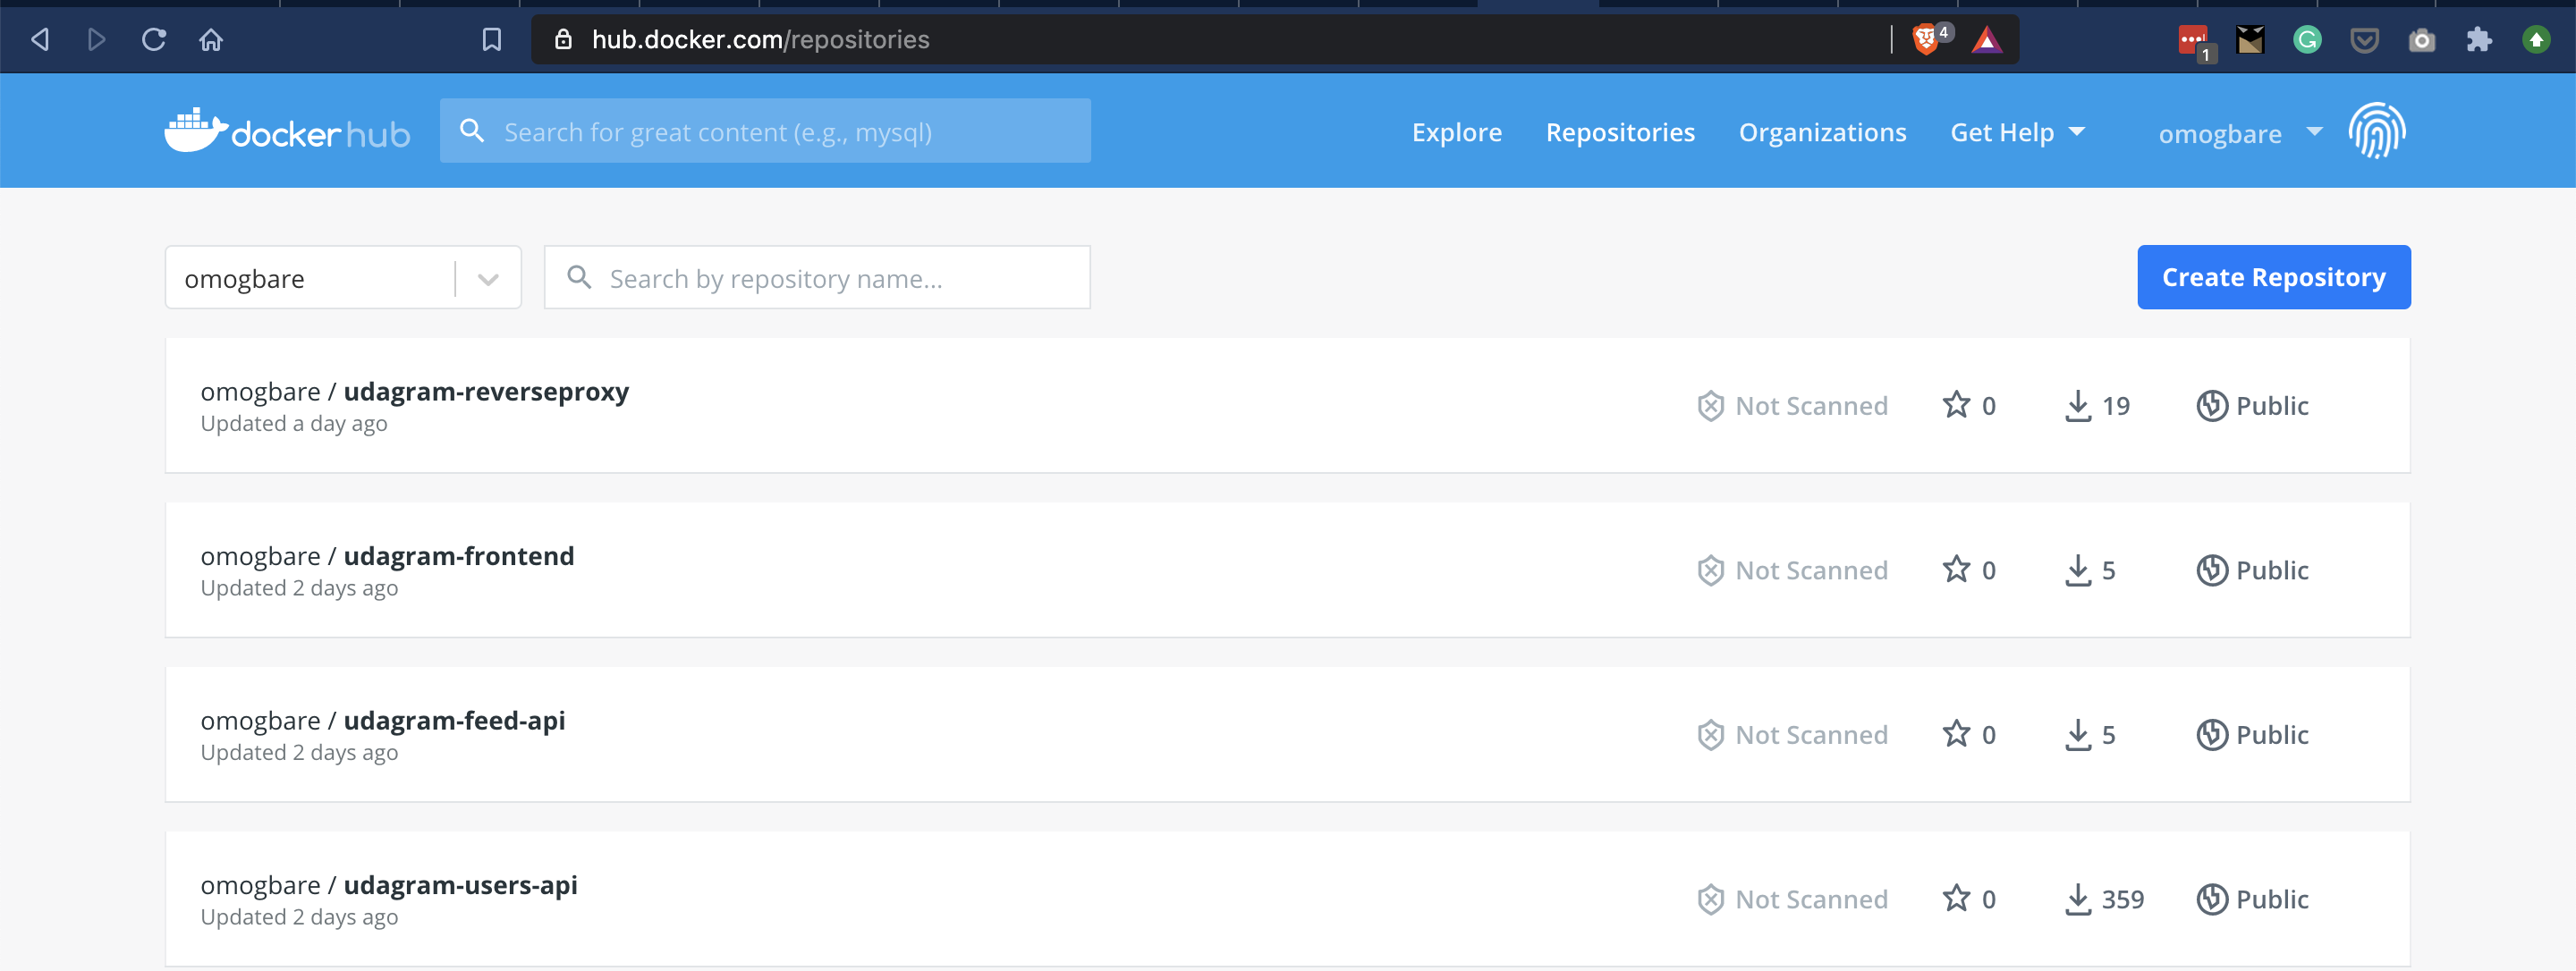 hub.docker.com/repositories
4
1
docker hub
Search for great content (e.g., mysql)
Explore
Repositories
Organizations
Get Help
omogbare
omogbare
Search by repository name...
Create Repository
omogbare / udagram-reverseproxy
Updated a day ago
Not Scanned
0
19
Public
omogbare / udagram-frontend
Updated 2 days ago
Not Scanned
0
5
Public
omogbare / udagram-feed-api
Updated 2 days ago
Not Scanned
0
5
Public
omogbare / udagram-users-api
Updated 2 days ago
Not Scanned
0
359
Public